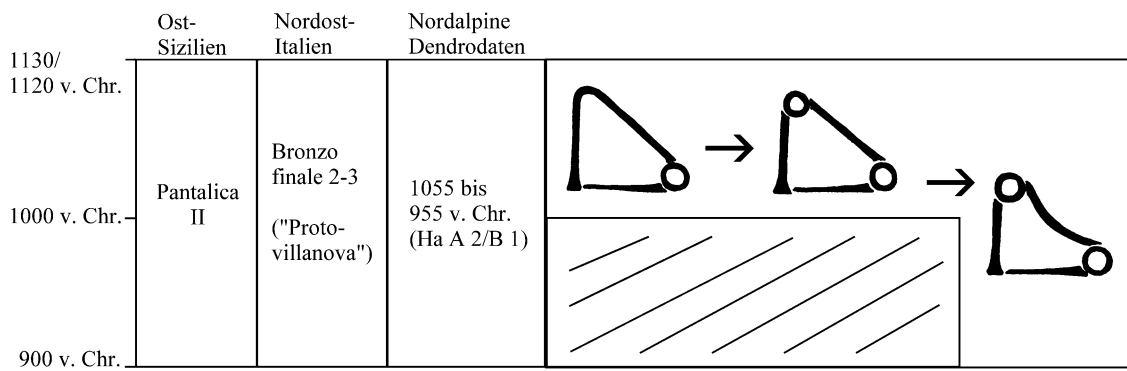 Ost-
Sizilien
Nordost-
Italien
Nordalpine
Dendrodaten
1130/
1120 v. Chr.
1000 v. Chr.
900 v. Chr.
Pantalica
II
Bronzo
finale 2-3
("Proto-
villanova")
1055 bis
955 v. Chr.
(Ha A 2/B 1)